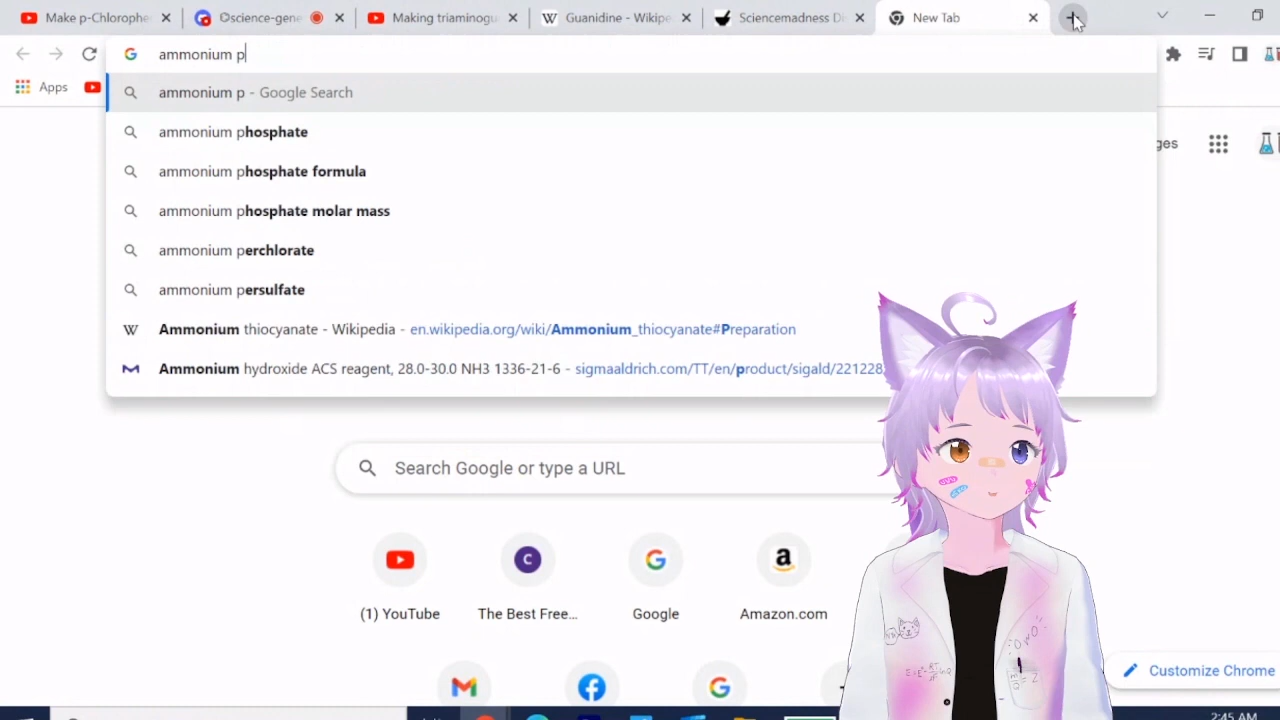 Make p-Chlorophe
science-gene
Making triaminogu
Guanidine - Wikipe
Sciencemadness Di
New Tab
ammonium p
Apps
ammonium p - Google Search
ammonium phosphate
ges
ammonium phosphate formula
ammonium phosphate molar mass
ammonium perchlorate
ammonium persulfate
Ammonium thiocyanate - Wikipedia - en.wikipedia.org/wiki/Ammonium_thiocyanate#Preparation
Ammonium hydroxide ACS reagent, 28.0-30.0 NH3 1336-21-6 - sigmaaldrich.com/TT/en/product/sigald/221228
Search Google or type a URL
C
a
(1) YouTube
The Best Free...
Google
Amazon.com
Customize Chrome
2:45 AM